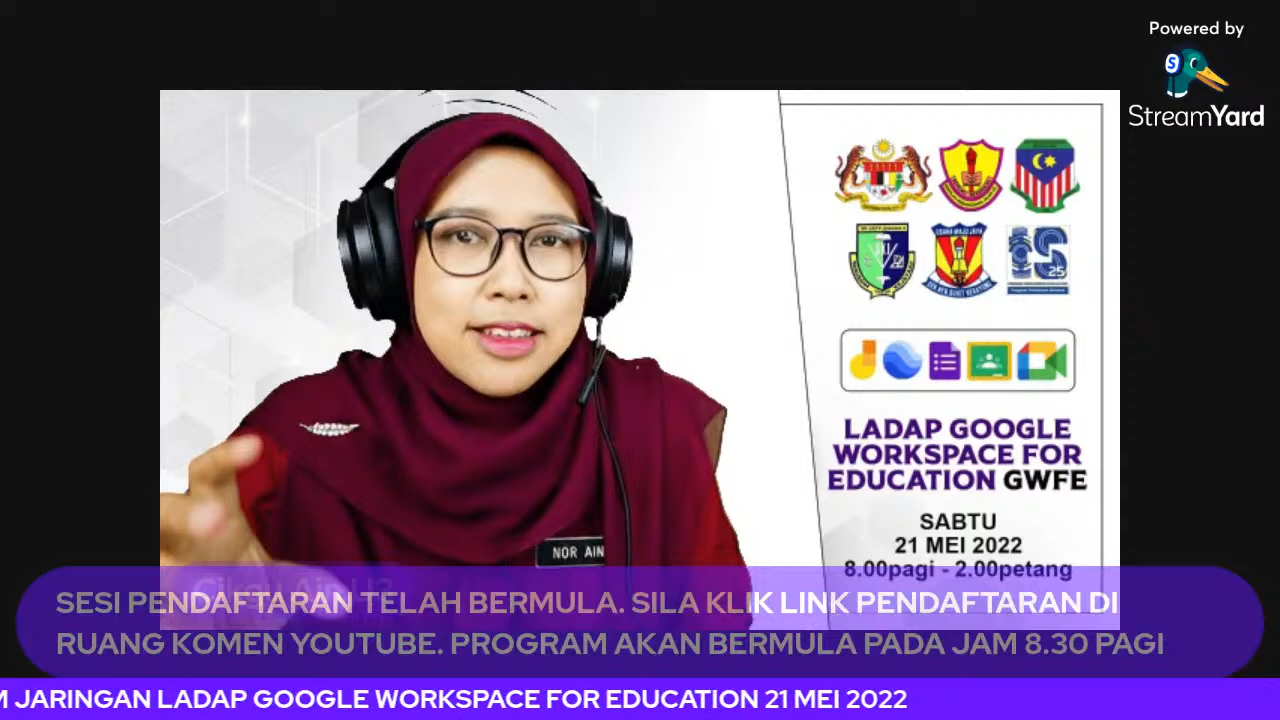 Powered by
StreamYard
IS
25
LADAP GOOGLE
WORKSPACE FOR
EDUCATION GWFE
SABTU
21 MEI 2022
8.00pagi - 2.00petang
NOR AIN
SESI PENDAFTARAN TELAH BERMULA. SILA KLIK LINK PENDAFTARAN DI
RUANG KOMEN YOUTUBE. PROGRAM AKAN BERMULA PADA JAM 8.30 PAGI
JARINGAN LADAP GOOGLE WORKSPACE FOR EDUCATION 21 MEI 2022